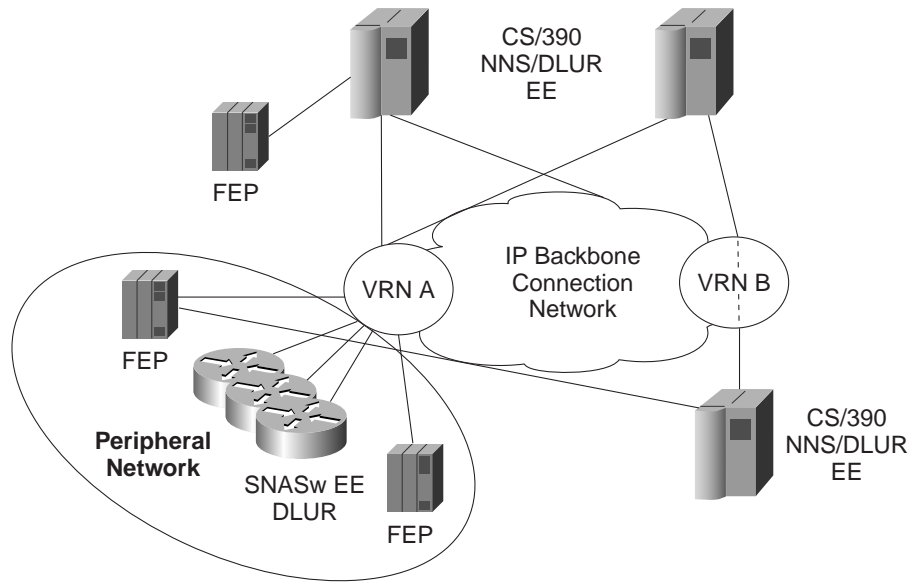 CS/390
NNS/DLUR
EE
FEP
IP Backbone
Connection
Network
VRN A
VRN B
FEP
Peripheral
Network
SNASw EE
DLUR
FEP
CS/390
NNS/DLUR
EE